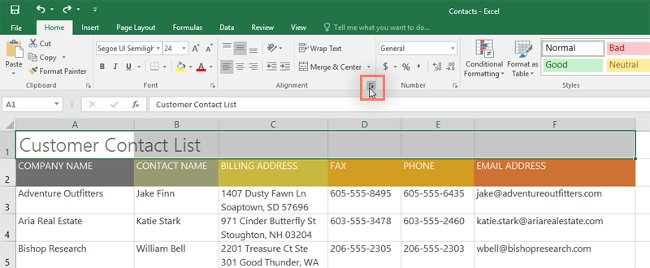 Contacts - Excel
File Home Insert Page Layout Formulas Data Review View Tell me what you want to do...
Cut
Copy
Format Painter
Paste
Clipboard
Segoe UI Semiligh 24
B I U
Font
Wrap Text
Merge & Center
Alignment
General
$ % ,
Number
Conditional Formatting
Format as Table
Normal Bad
Good Neutral
Styles
A1 fx Customer Contact List
A B C D E F
1 Customer Contact List
2 COMPANY NAME CONTACT NAME BILLING ADDRESS FAX PHONE EMAIL ADDRESS
3 Adventure Outfitters Jake Finn 1407 Dusty Fawn Ln 605-555-8495 605-555-6435 jake@adventureoutfitters.com
Soaptown, SD 57696
4 Aria Real Estate Katie Stark 971 Cinder Butterfly St 603-555-3478 603-555-2460 katie.stark@ariarealestate.com
Stoughton, NH 03204
5 Bishop Research William Bell 2201 Treasure Ct Ste 206-555-2305 206-555-2303 wbell@bishopresearch.com
301 Good Thunder, WA